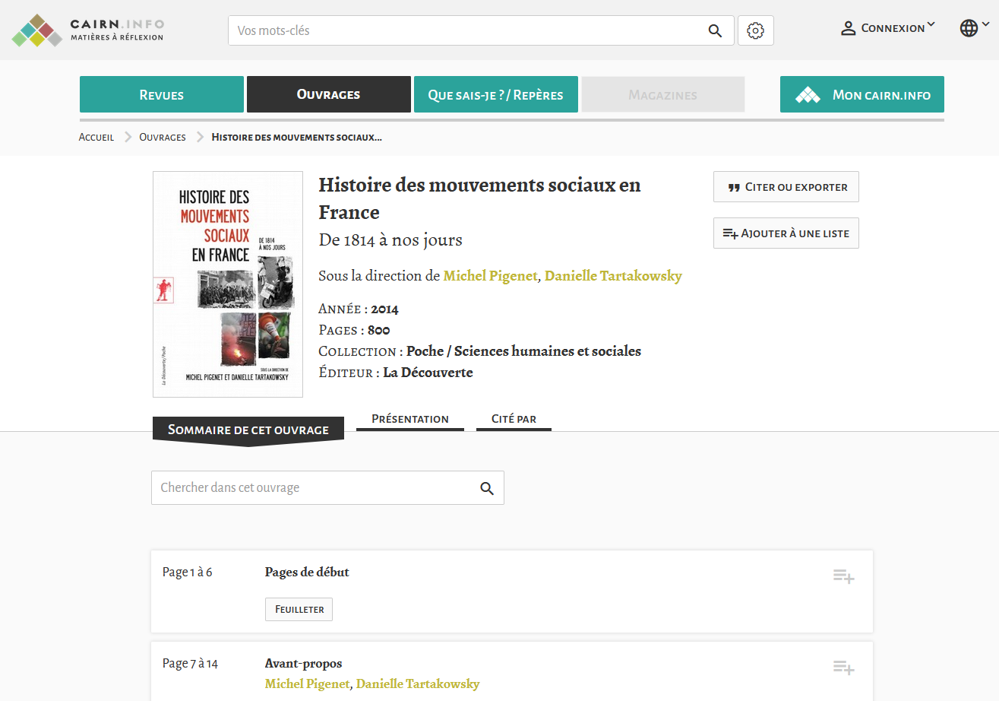 CAIRN.INFO
MATIÈRES À RÉFLEXION
Vos mots-clés
Connexion
Revues
Ouvrages
Que sais-je ? / Repères
Magazines
Mon cairn.info
Accueil
Ouvrages
Histoire des mouvements sociaux...
HISTOIRE DES
MOUVEMENTS
SOCIAUX
EN FRANCE
DE 1814
À NOS JOURS
La Découverte/Poche
SOUS LA DIRECTION DE
MICHEL PIGENET ET DANIELLE TARTAKOWSKY
Histoire des mouvements sociaux en
France
De 1814 à nos jours
Sous la direction de Michel Pigenet, Danielle Tartakowsky
Année : 2014
Pages : 800
Collection : Poche / Sciences humaines et sociales
Éditeur : La Découverte
Citer ou exporter
Ajouter à une liste
Sommaire de cet ouvrage
Présentation
Cité par
Chercher dans cet ouvrage
Page 1 à 6
Pages de début
Feuilleter
Page 7 à 14
Avant-propos
Michel Pigenet, Danielle Tartakowsky